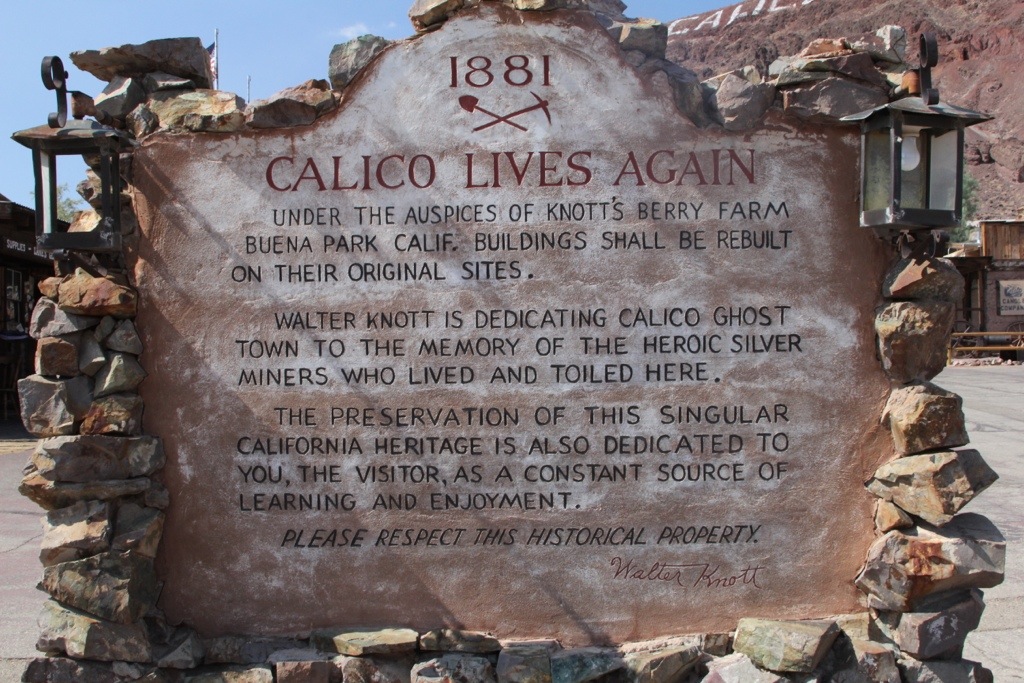 CALICO
1881
CALICO LIVES AGAIN
UNDER THE AUSPICES OF KNOTT'S BERRY FARM
BUENA PARK CALIF. BUILDINGS SHALL BE REBUILT
ON THEIR ORIGINAL SITES.
WALTER KNOTT IS DEDICATING CALICO GHOST
TOWN TO THE MEMORY OF THE HEROIC SILVER
MINERS WHO LIVED AND TOILED HERE.
THE PRESERVATION OF THIS SINGULAR
CALIFORNIA HERITAGE IS ALSO DEDICATED TO
YOU, THE VISITOR, AS A CONSTANT SOURCE OF
LEARNING AND ENJOYMENT.
PLEASE RESPECT THIS HISTORICAL PROPERTY.
Walter Knott
SUPPLIES